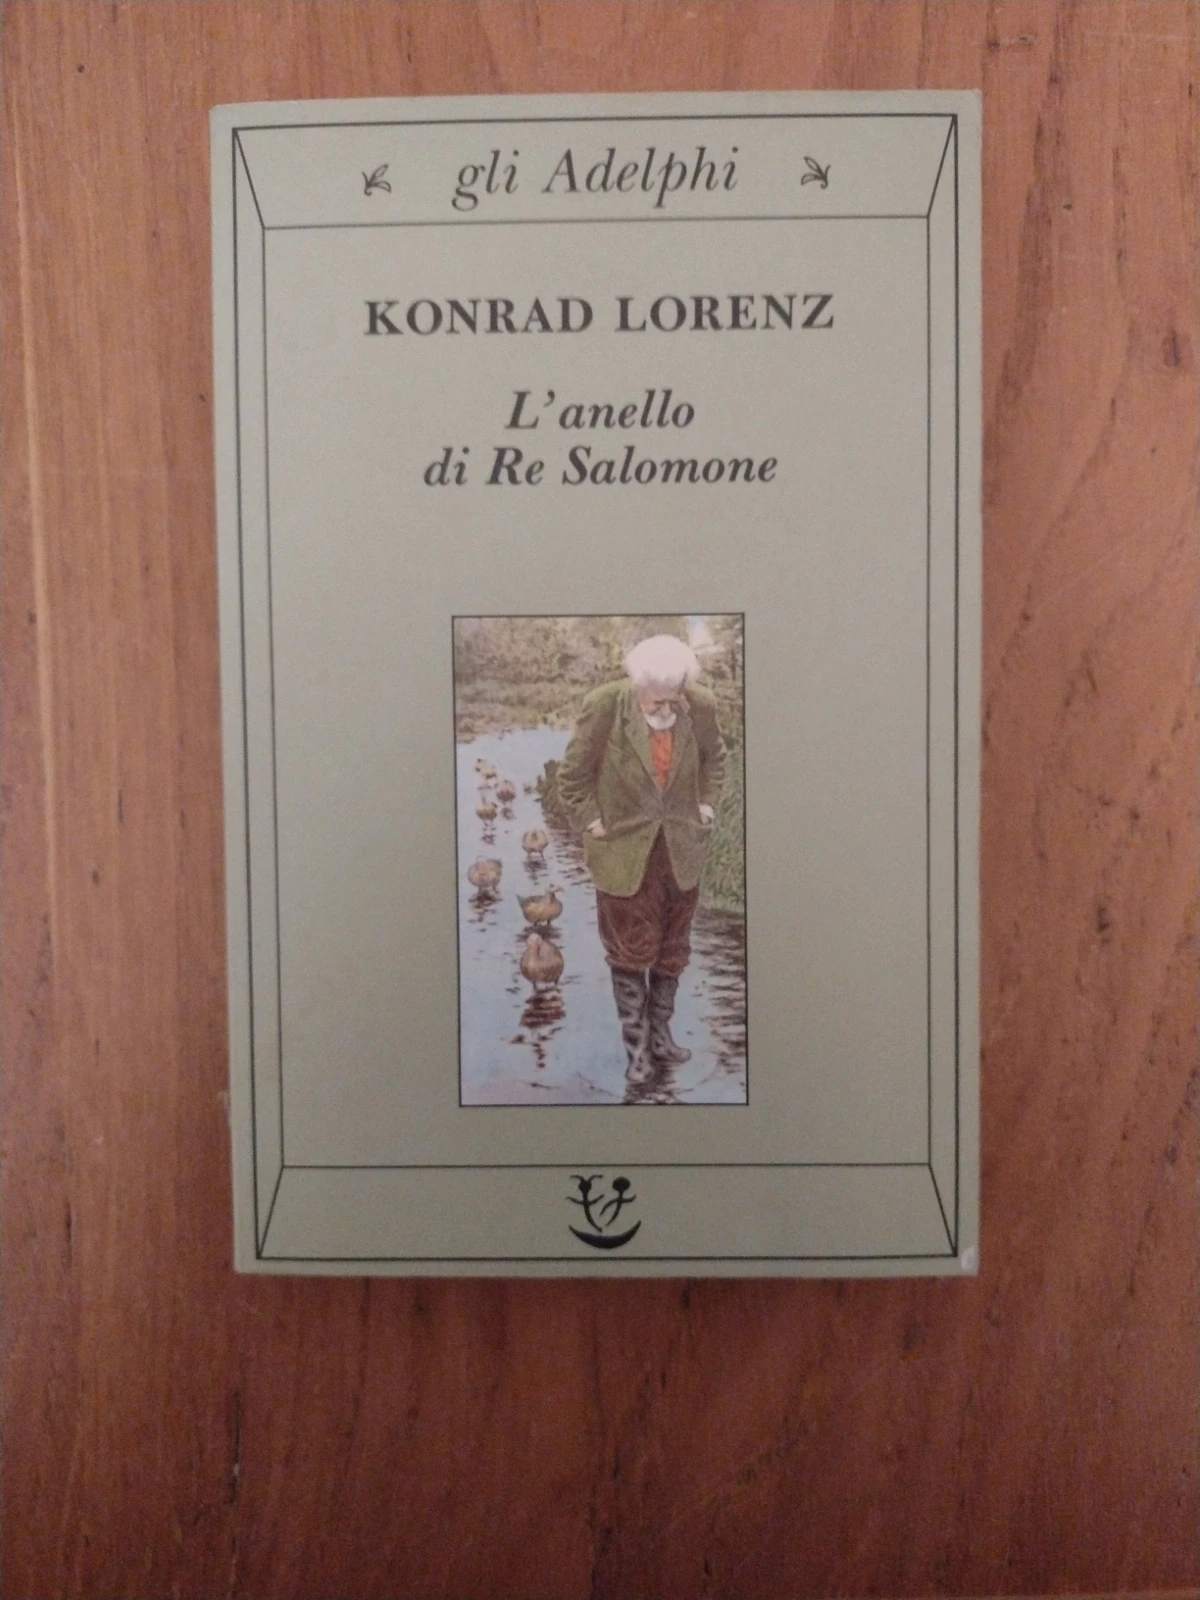 gli Adelphi
KONRAD LORENZ
L'anello
di Re Salomone